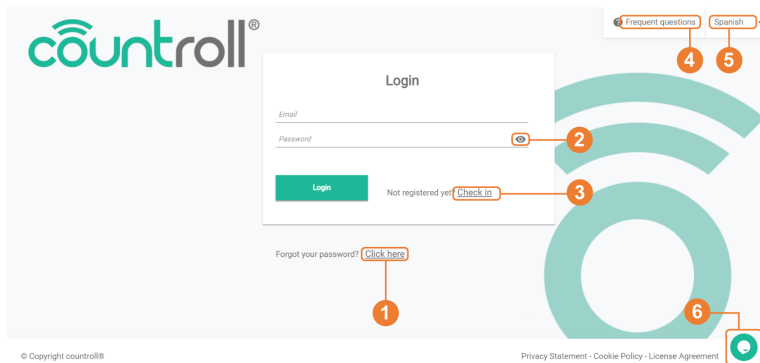 countroll®
Frequent questions
Spanish
4
5
Login
Email
Password
2
Login
Not registered yet? Check in
3
Forgot your password? Click here
1
6
© Copyright countroll®
Privacy Statement - Cookie Policy - License Agreement